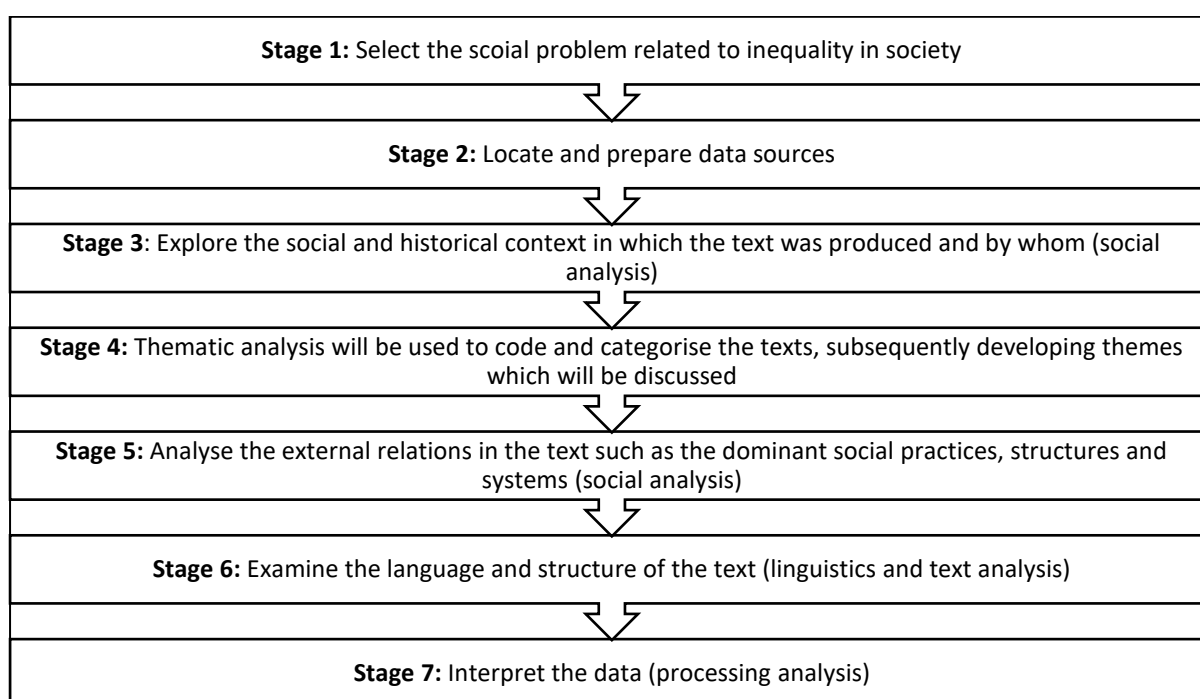 Stage 1: Select the scoial problem related to inequality in society
Stage 2: Locate and prepare data sources
Stage 3: Explore the social and historical context in which the text was produced and by whom (social
analysis)
Stage 4: Thematic analysis will be used to code and categorise the texts, subsequently developing themes
which will be discussed
Stage 5: Analyse the external relations in the text such as the dominant social practices, structures and
systems (social analysis)
Stage 6: Examine the language and structure of the text (linguistics and text analysis)
Stage 7: Interpret the data (processing analysis)